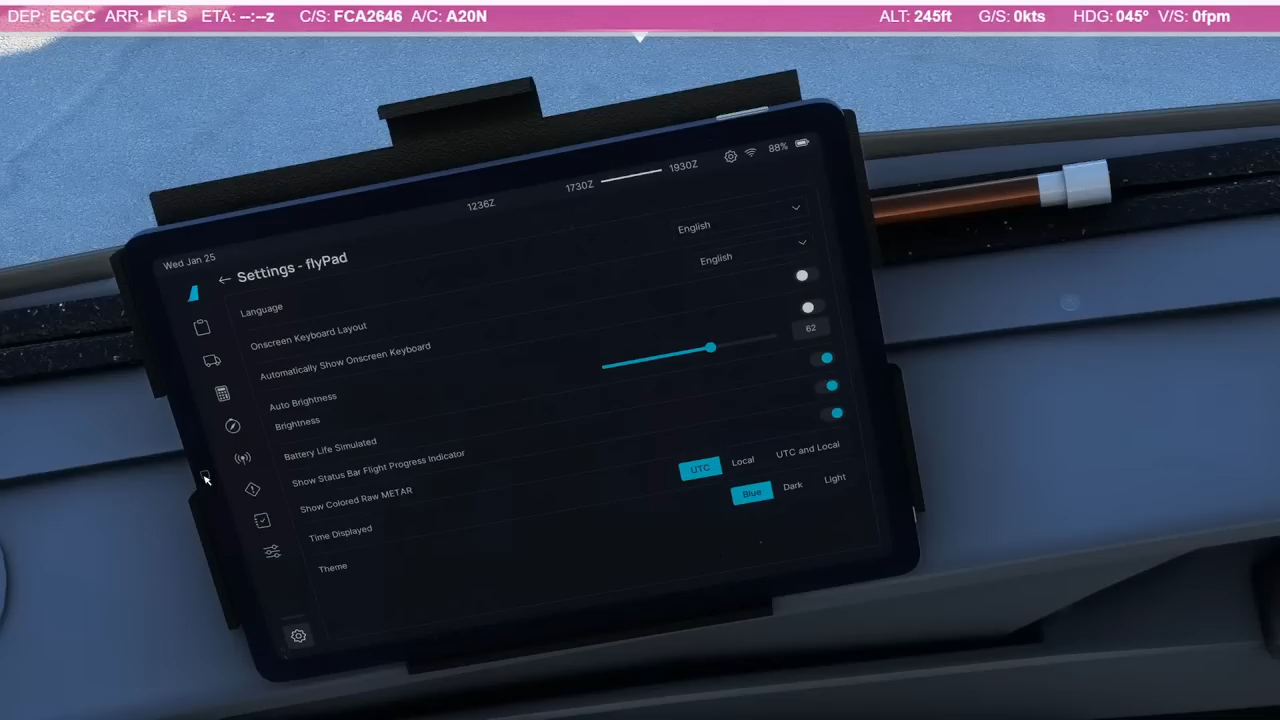 DEP: EGCC ARR: LFLS ETA: --:--z C/S: FCA2646 A/C: A20N ALT: 245ft G/S: 0kts HDG: 045° V/S: 0fpm
Wed Jan 25 1236Z 1730Z 1930Z 88%
Settings - flyPad
Language English
Onscreen Keyboard Layout English
Automatically Show Onscreen Keyboard
Auto Brightness
Brightness 62
Battery Life Simulated
Show Status Bar Flight Progress Indicator
Show Colored Raw METAR
Time Displayed UTC Local UTC and Local
Theme Blue Dark Light